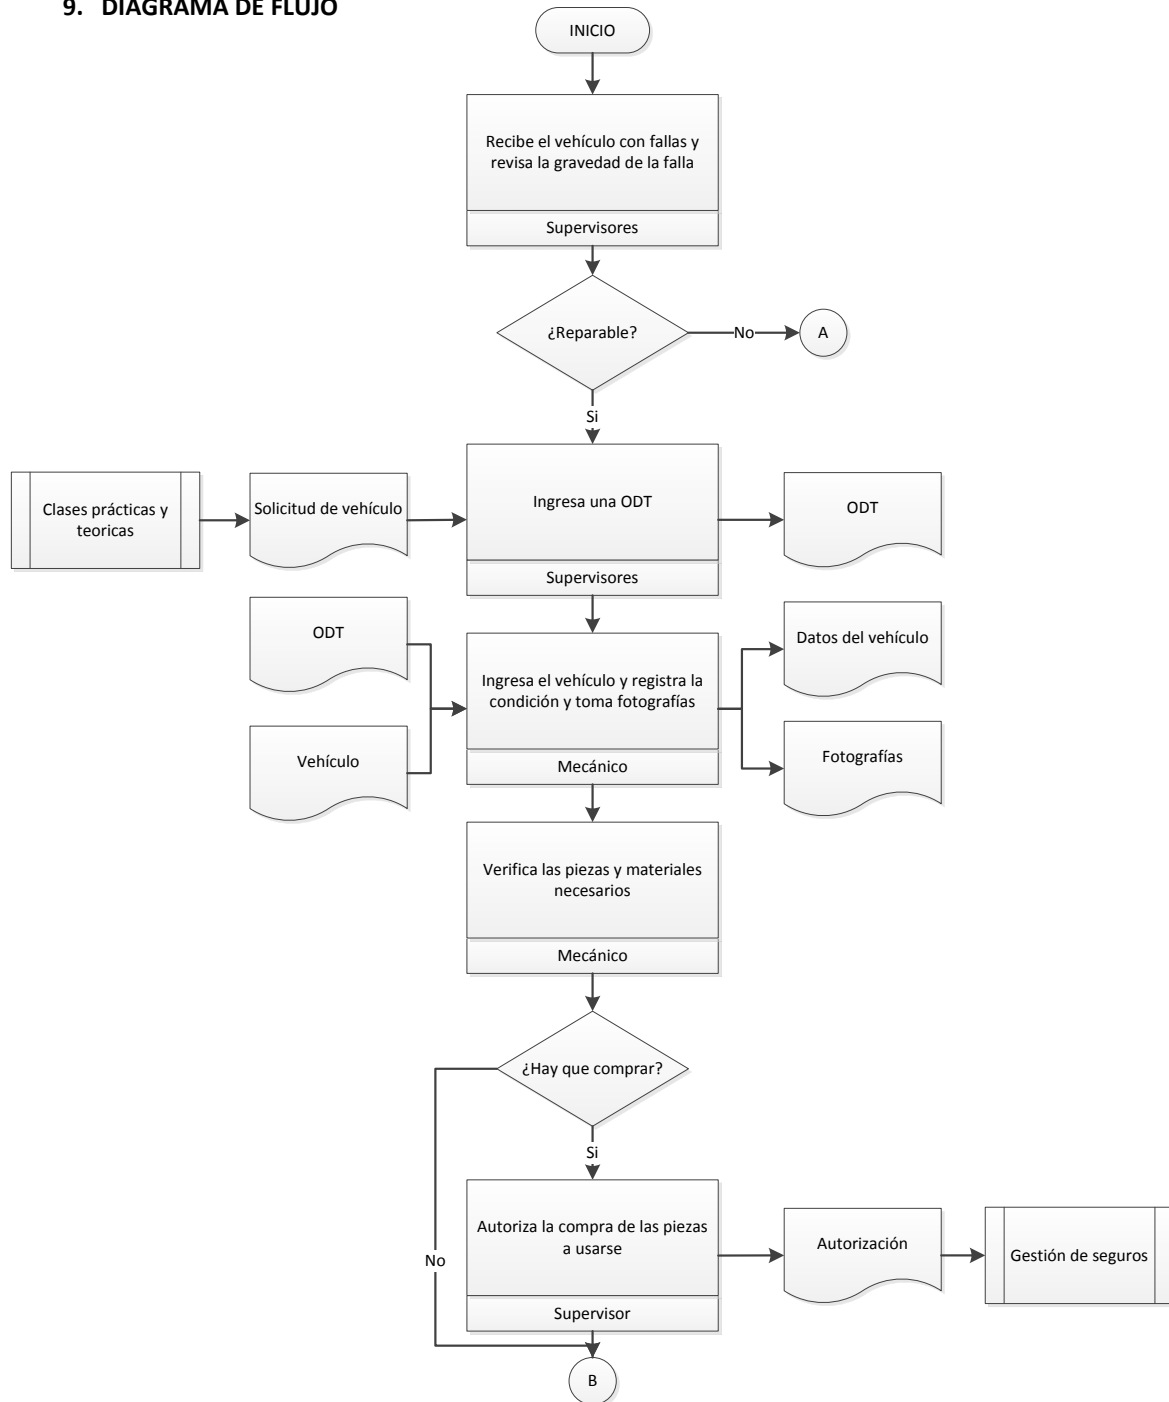 9. DIAGRAMA DE FLUJO
INICIO
Recibe el vehículo con fallas y
revisa la gravedad de la falla
Supervisores
¿Reparable?
No
A
Si
Clases prácticas y
teoricas
Solicitud de vehículo
Ingresa una ODT
Supervisores
ODT
ODT
Vehículo
Ingresa el vehículo y registra la
condición y toma fotografías
Mecánico
Datos del vehículo
Fotografías
Verifica las piezas y materiales
necesarios
Mecánico
¿Hay que comprar?
Si
No
Autoriza la compra de las piezas
a usarse
Supervisor
Autorización
Gestión de seguros
B